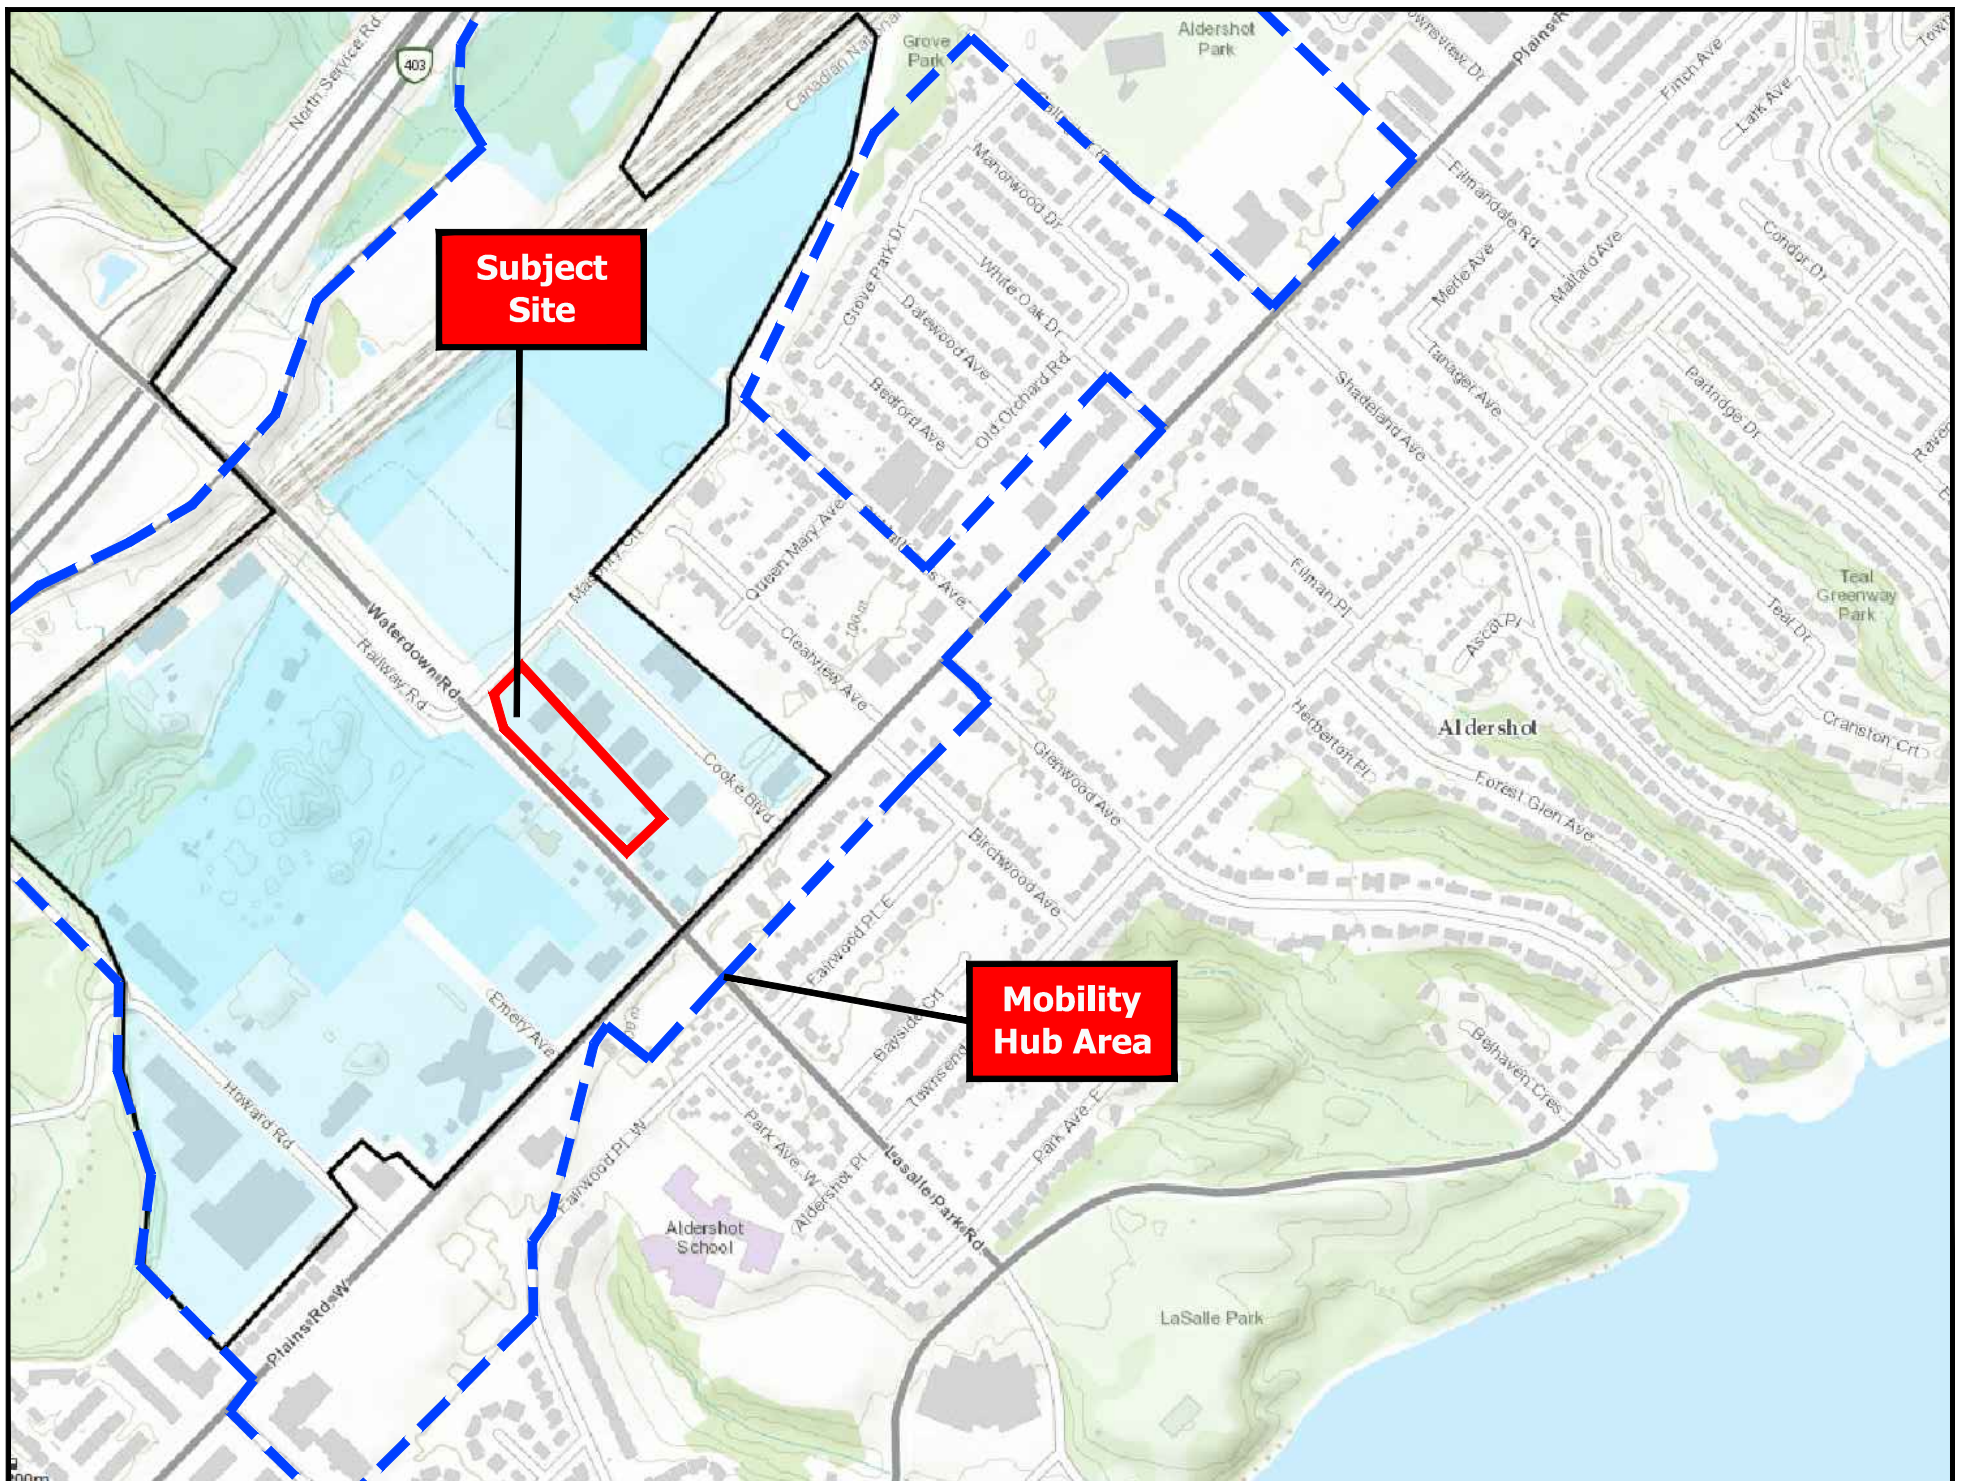 North Service Rd
403
Grove
Park
Aldershot
Park
Finch Ave
Lark Ave
Manorwood Dr
Filmandale Rd
Condor Dr
Merle Ave
Mallard Ave
Grove Park Dr
White Oak Dr
Dalewood Ave
Subject
Site
Bedford Ave
Old Orchard Rd
Tanager Ave
Shadeland Ave
Partridge Dr
Queen Mary Ave
Filman Pl
Ascot Pl
Teal
Greenway
Park
Teal Dr
Waterdown Rd
Railway Rd
Clearview Ave
Aldershot
Herberton Pl
Cranston Crt
Glenwood Ave
Cooke Blvd
Forest Glen Ave
Birchwood Ave
Fairwood Pl E
Emery Ave
Mobility
Hub Area
Bayside Crt
Townsend
Belhaven Cres
Howard Rd
Park Ave W
Park Ave E
Fairwood Pl W
Aldershot Pl
Lasalle Park Rd
Aldershot
School
LaSalle Park
Plains Rd W